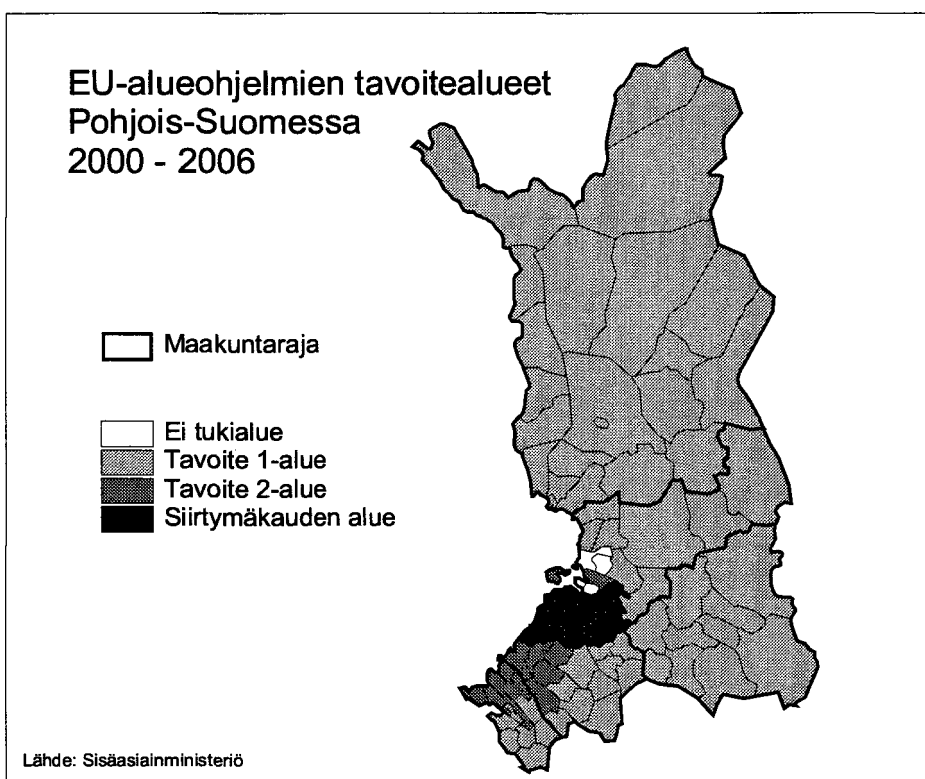 EU-alueohjelmien tavoitealueet
Pohjois-Suomessa
2000 - 2006
Maakuntaraja
Ei tukialue
Tavoite 1-alue
Tavoite 2-alue
Siirtymäkauden alue
Lähde: Sisäasiainministeriö